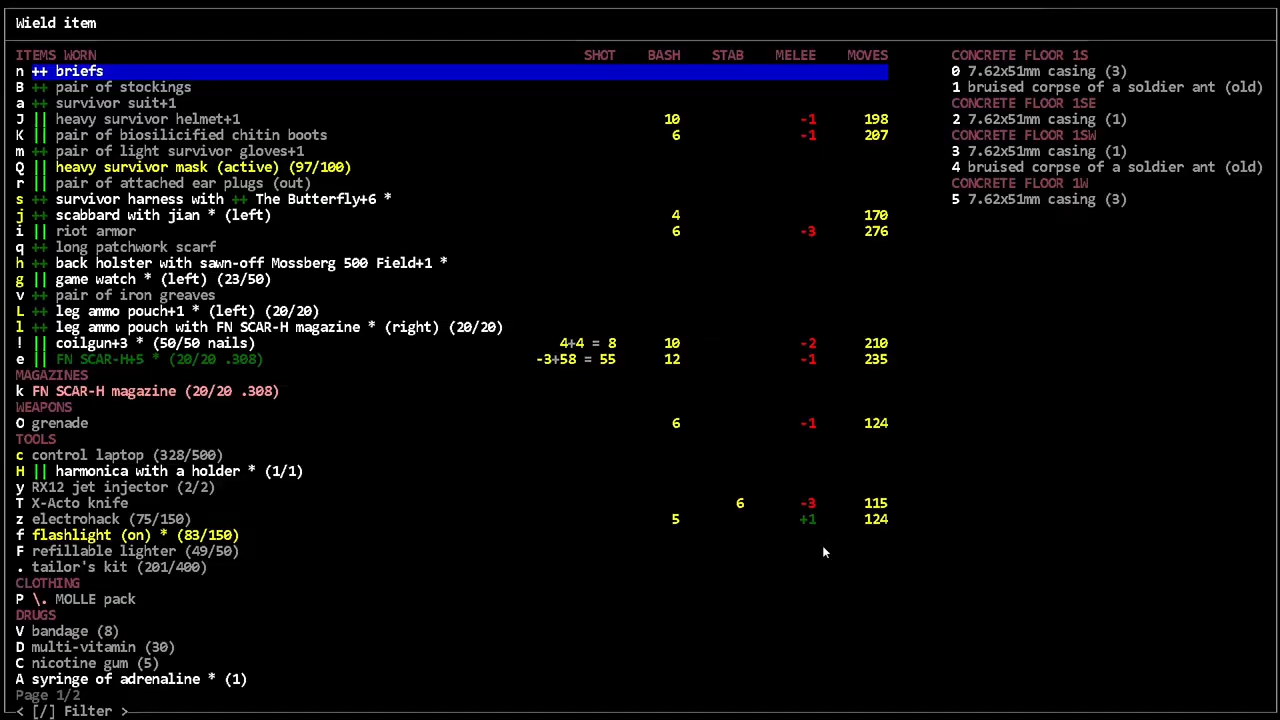 Wield item
ITEMS WORN SHOT BASH STAB MELEE MOVES
n ++ briefs
B ++ pair of stockings
a ++ survivor suit+1
J || heavy survivor helmet+1 10 -1 198
K || pair of biosilicified chitin boots 6 -1 207
m ++ pair of light survivor gloves+1
Q || heavy survivor mask (active) (97/100)
r || pair of attached ear plugs (out)
s ++ survivor harness with ++ The Butterfly+6 *
j ++ scabbard with jian * (left) 4 170
i || riot armor 6 -3 276
q ++ long patchwork scarf
h ++ back holster with sawn-off Mossberg 500 Field+1 *
g || game watch * (left) (23/50)
v ++ pair of iron greaves
L ++ leg ammo pouch+1 * (left) (20/20)
l ++ leg ammo pouch with FN SCAR-H magazine * (right) (20/20)
! || coilgun+3 * (50/50 nails) 4+4 = 8 10 -2 210
e || FN SCAR-H+5 * (20/20 .308) -3+58 = 55 12 -1 235
MAGAZINES
k FN SCAR-H magazine (20/20 .308)
WEAPONS
O grenade 6 -1 124
TOOLS
c control laptop (328/500)
H || harmonica with a holder * (1/1)
y RX12 jet injector (2/2)
T X-Acto knife 6 -3 115
z electrohack (75/150) 5 +1 124
f flashlight (on) * (83/150)
F refillable lighter (49/50)
. tailor's kit (201/400)
CLOTHING
P \. MOLLE pack
DRUGS
V bandage (8)
D multi-vitamin (30)
C nicotine gum (5)
A syringe of adrenaline * (1)
Page 1/2
< [/] Filter >
CONCRETE FLOOR 1S
0 7.62x51mm casing (3)
1 bruised corpse of a soldier ant (old)
CONCRETE FLOOR 1SE
2 7.62x51mm casing (1)
CONCRETE FLOOR 1SW
3 7.62x51mm casing (1)
4 bruised corpse of a soldier ant (old)
CONCRETE FLOOR 1W
5 7.62x51mm casing (3)